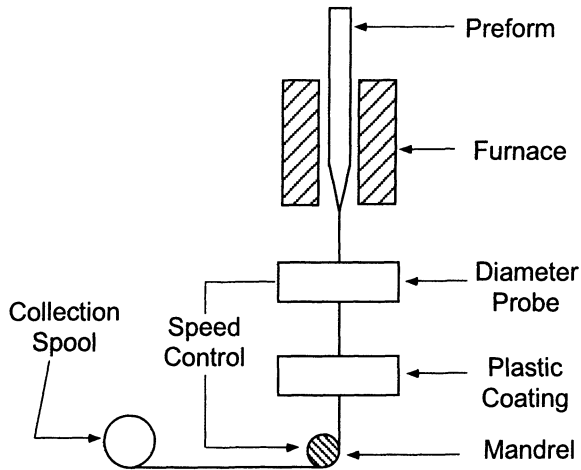 Preform
Furnace
Diameter
Probe
Collection
Spool
Speed
Control
Plastic
Coating
Mandrel